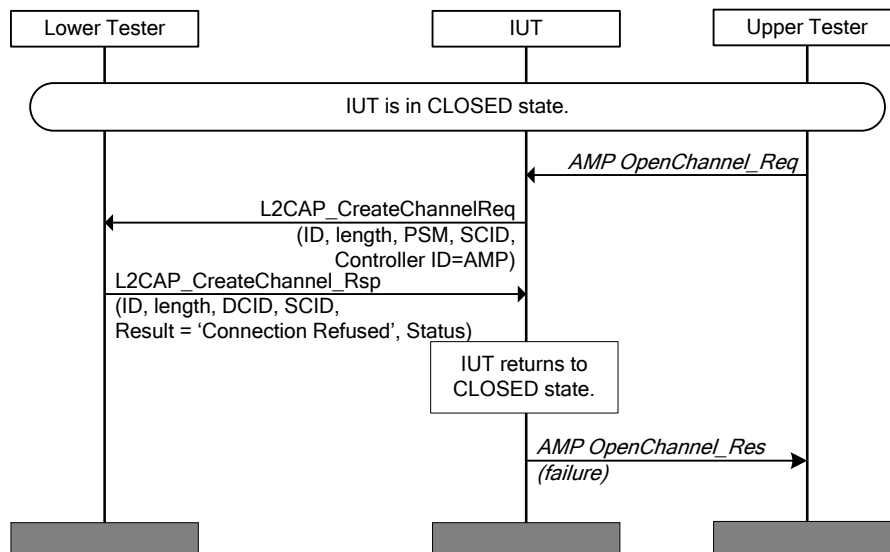 Lower Tester
IUT
Upper Tester
IUT is in CLOSED state.
AMP OpenChannel_Req
L2CAP_CreateChannelReq
(ID, length, PSM, SCID,
Controller ID=AMP)
L2CAP_CreateChannel_Rsp
(ID, length, DCID, SCID,
Result = ‘Connection Refused’, Status)
IUT returns to
CLOSED state.
AMP OpenChannel_Res
(failure)